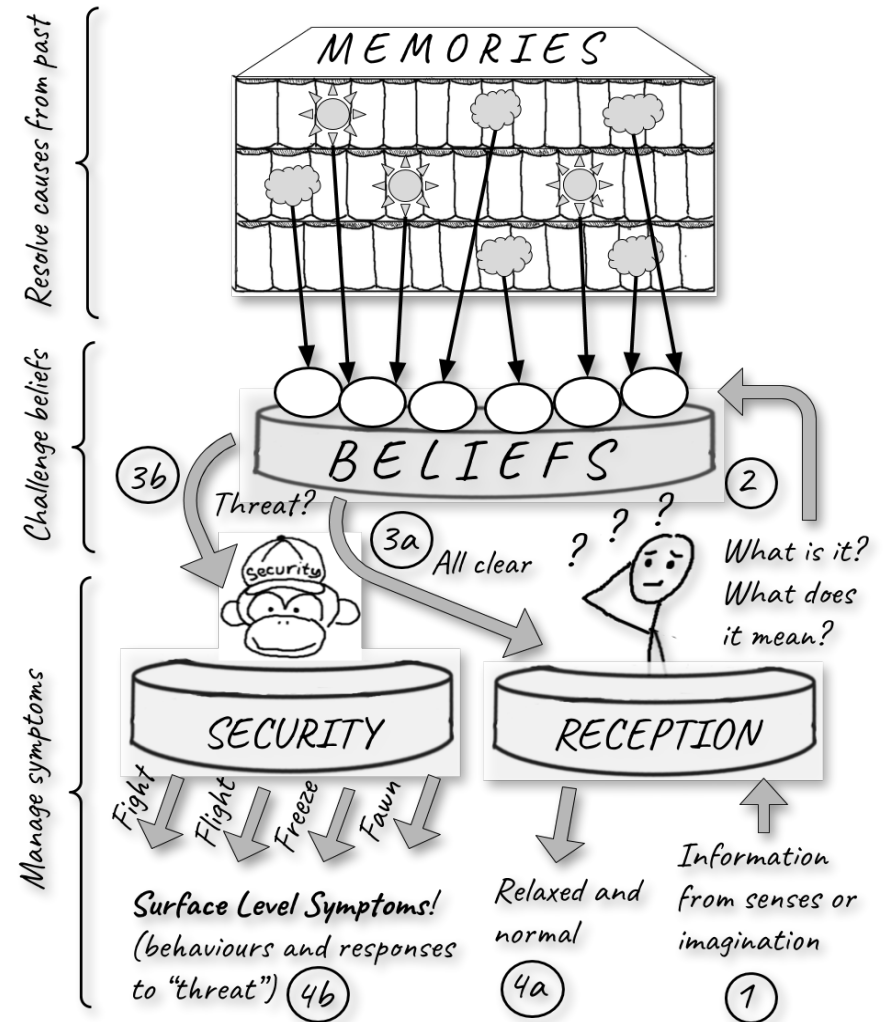 Resolve causes from past
MEMORIES
Challenge beliefs
BELIEFS
3b
Threat?
3a
All clear
? ? ?
2
What is it?
What does
it mean?
Security
Manage symptoms
SECURITY
RECEPTION
Fight
Flight
Freeze
Fawn
Surface Level Symptoms!
(behaviours and responses
to “threat”) 4b
Relaxed and
normal
4a
Information
from senses or
imagination
1